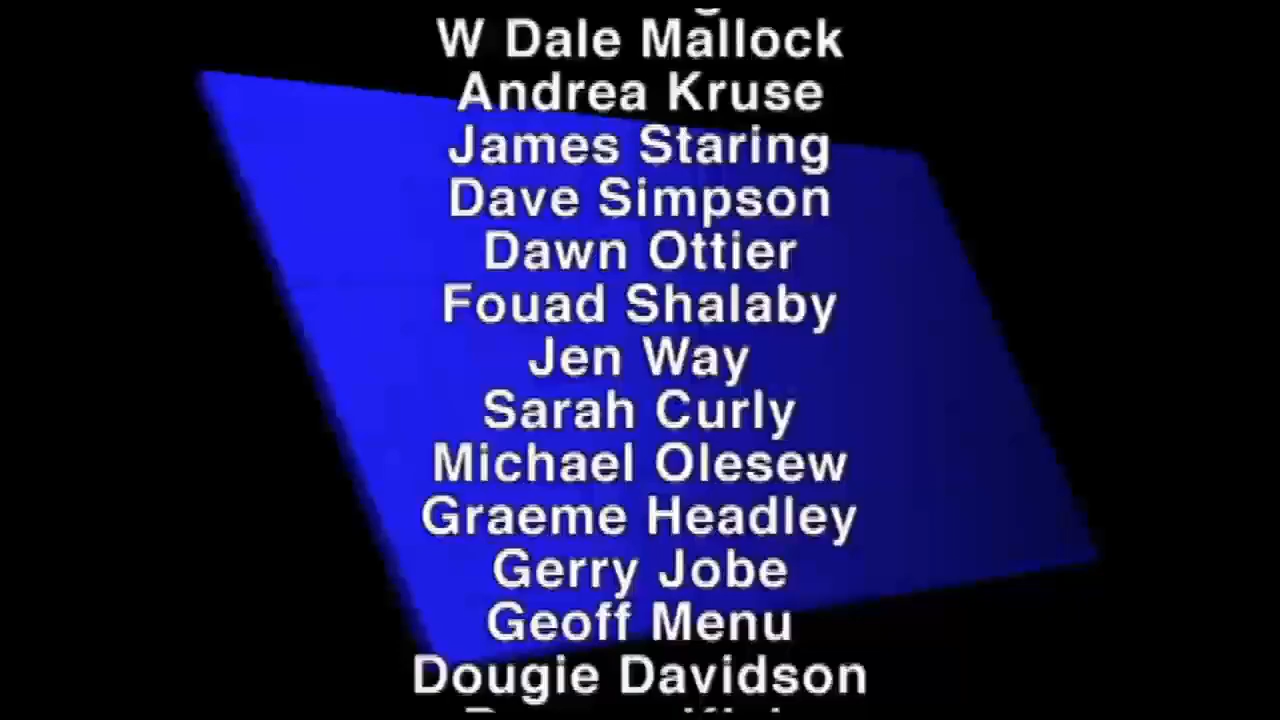 W Dale Mallock
Andrea Kruse
James Staring
Dave Simpson
Dawn Ottier
Fouad Shalaby
Jen Way
Sarah Curly
Michael Olesew
Graeme Headley
Gerry Jobe
Geoff Menu
Dougie Davidson